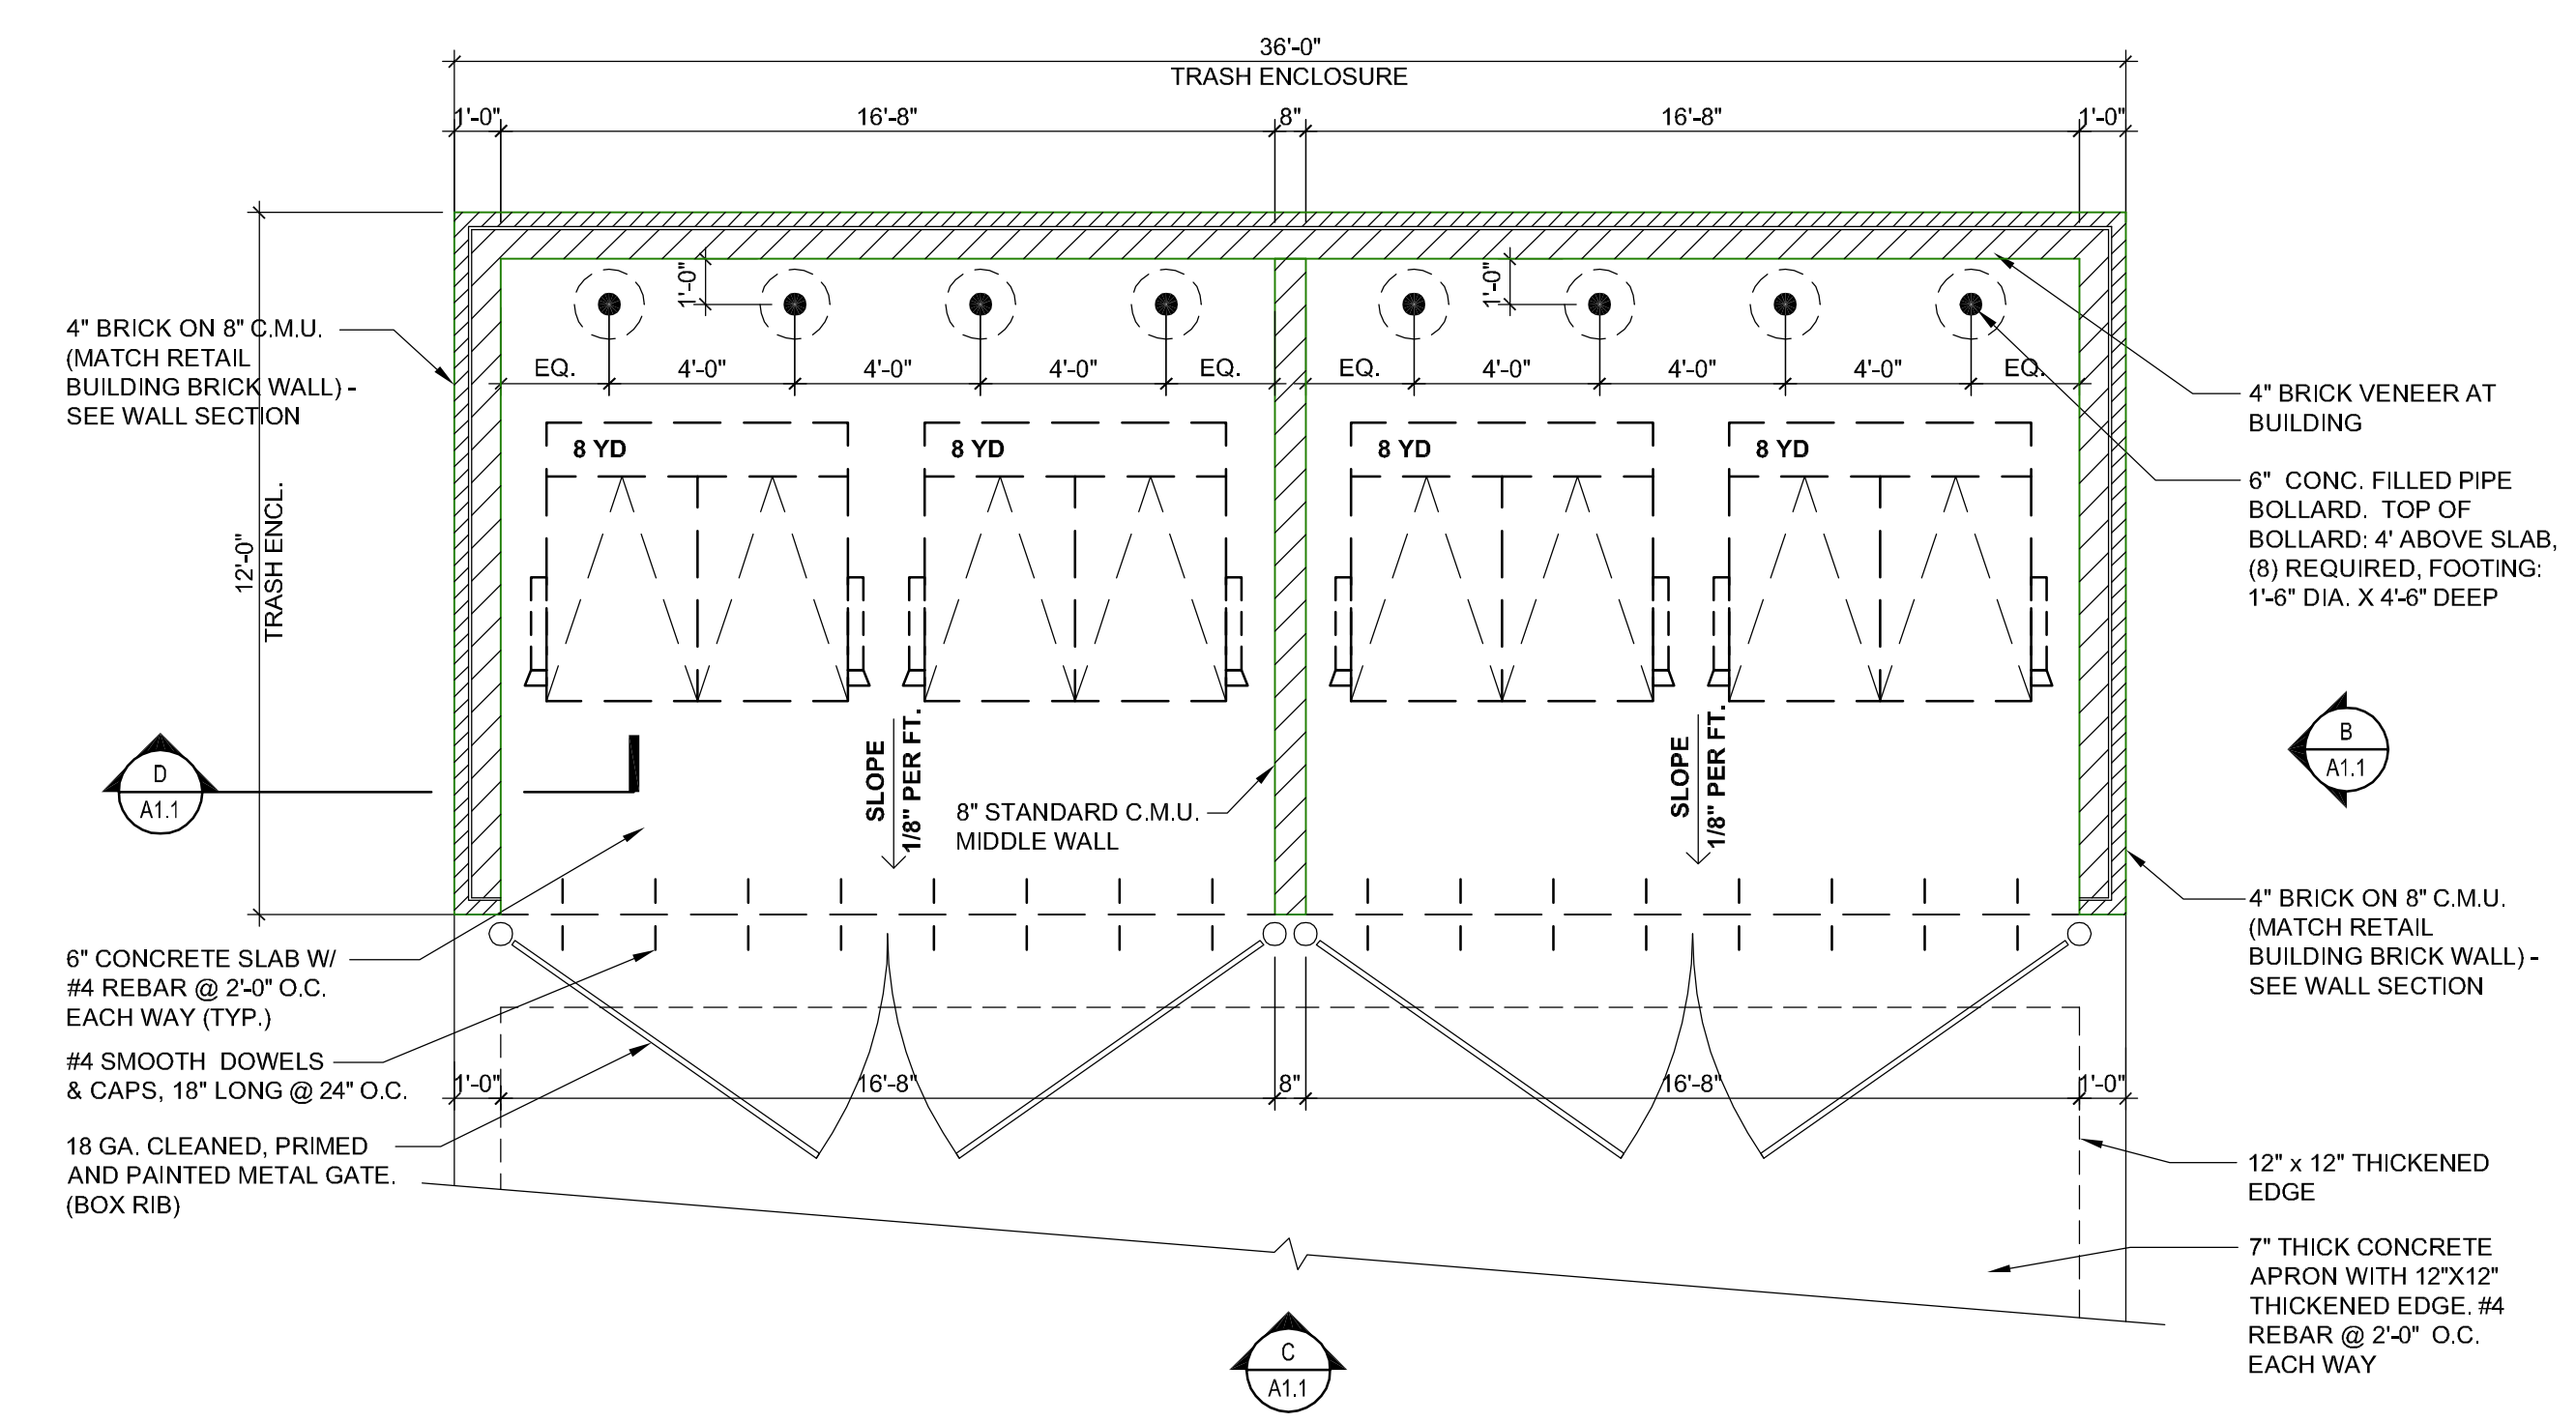 36'-0"
TRASH ENCLOSURE
1'-0"
16'-8"
8"
16'-8"
1'-0"
12'-0"
TRASH ENCL.
1'-0"
1'-0"
EQ.
4'-0"
4'-0"
4'-0"
EQ.
EQ.
4'-0"
4'-0"
4'-0"
EQ.
8 YD
8 YD
8 YD
8 YD
4" BRICK ON 8" C.M.U.
(MATCH RETAIL
BUILDING BRICK WALL) -
SEE WALL SECTION
4" BRICK VENEER AT
BUILDING
6" CONC. FILLED PIPE
BOLLARD. TOP OF
BOLLARD: 4' ABOVE SLAB,
(8) REQUIRED, FOOTING:
1'-6" DIA. X 4'-6" DEEP
D
A1.1
B
A1.1
SLOPE
1/8" PER FT.
8" STANDARD C.M.U.
MIDDLE WALL
SLOPE
1/8" PER FT.
4" BRICK ON 8" C.M.U.
(MATCH RETAIL
BUILDING BRICK WALL) -
SEE WALL SECTION
6" CONCRETE SLAB W/
#4 REBAR @ 2'-0" O.C.
EACH WAY (TYP.)
#4 SMOOTH DOWELS
& CAPS, 18" LONG @ 24" O.C.
18 GA. CLEANED, PRIMED
AND PAINTED METAL GATE.
(BOX RIB)
1'-0"
16'-8"
8"
16'-8"
1'-0"
12" x 12" THICKENED
EDGE
7" THICK CONCRETE
APRON WITH 12"X12"
THICKENED EDGE. #4
REBAR @ 2'-0" O.C.
EACH WAY
C
A1.1